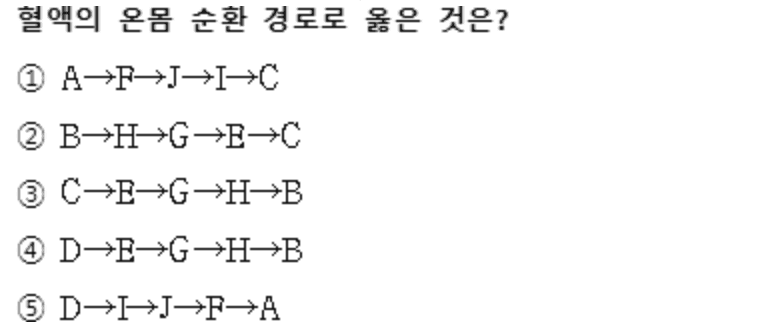 혈액의 온몸 순환 경로로 옳은 것은?
① A→F→J→I→C
② B→H→G→E→C
③ C→E→G→H→B
④ D→E→G→H→B
⑤ D→I→J→F→A